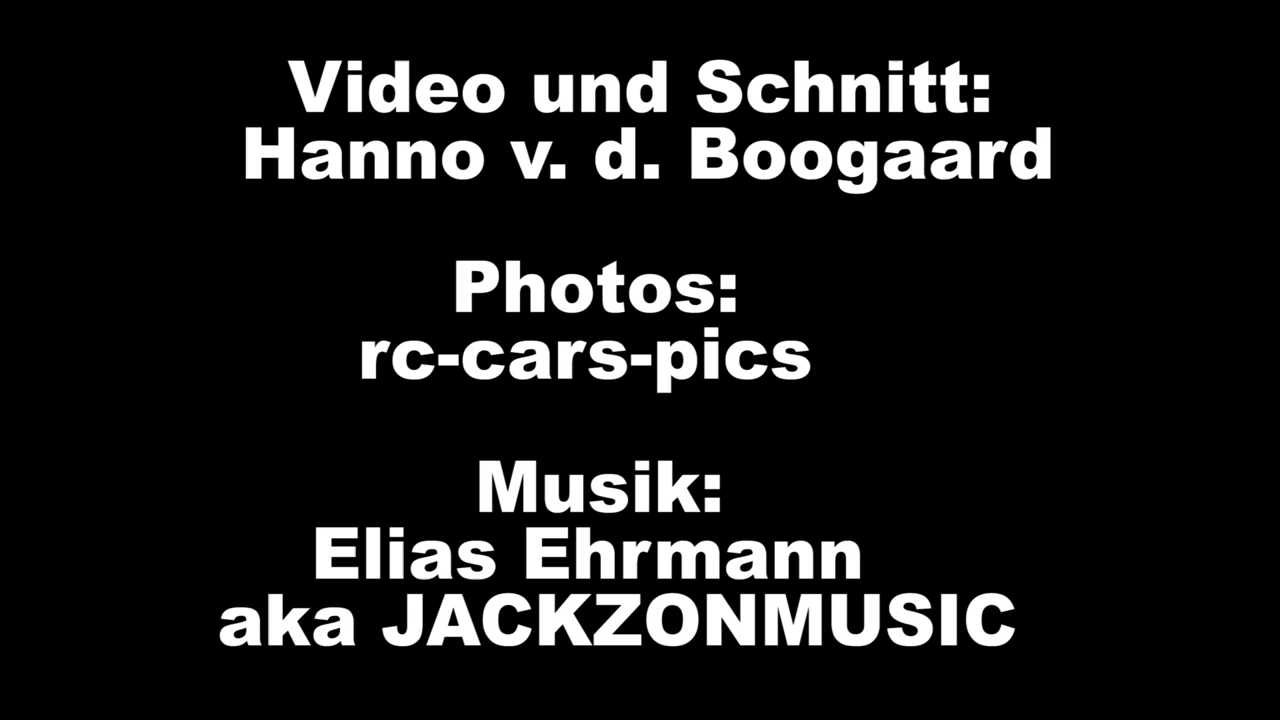 Video und Schnitt:
Hanno v. d. Boogaard
Photos:
rc-cars-pics
Musik:
Elias Ehrmann
aka JACKZONMUSIC